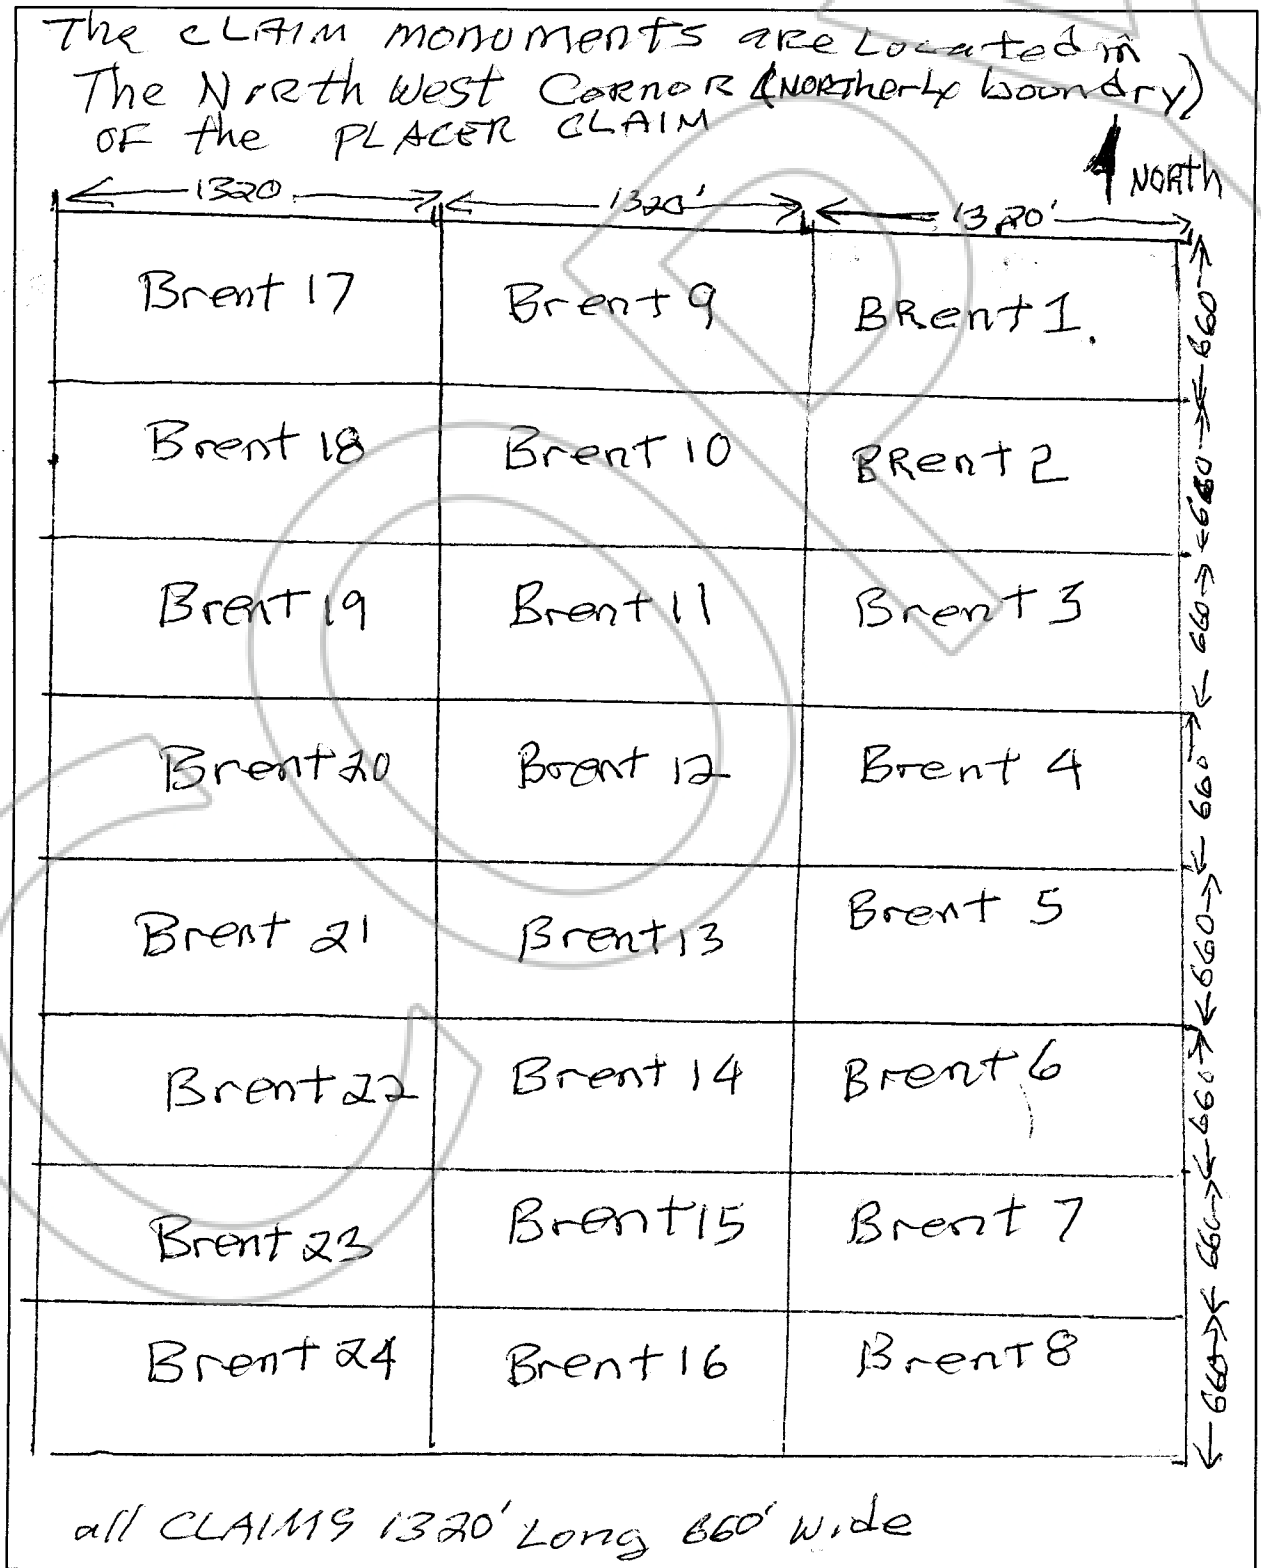 The CLAIM monuments are Located in
The North West Cornor (Northerly boundry)
OF the PLACER CLAIM
NORTH
1320 1320' 1320'
Brent 17 Brent 9 BRent 1.
660
Brent 18 Brent 10 BRent 2
660
Brent 19 Brent 11 Brent 3
660
Brent 20 Brent 12 Brent 4
660
Brent 21 Brent 13 Brent 5
660
Brent 22 Brent 14 Brent 6
660
Brent 23 Brent 15 Brent 7
660
Brent 24 Brent 16 Brent 8
660
all CLAIMS 1320' Long 660' wide
COPY